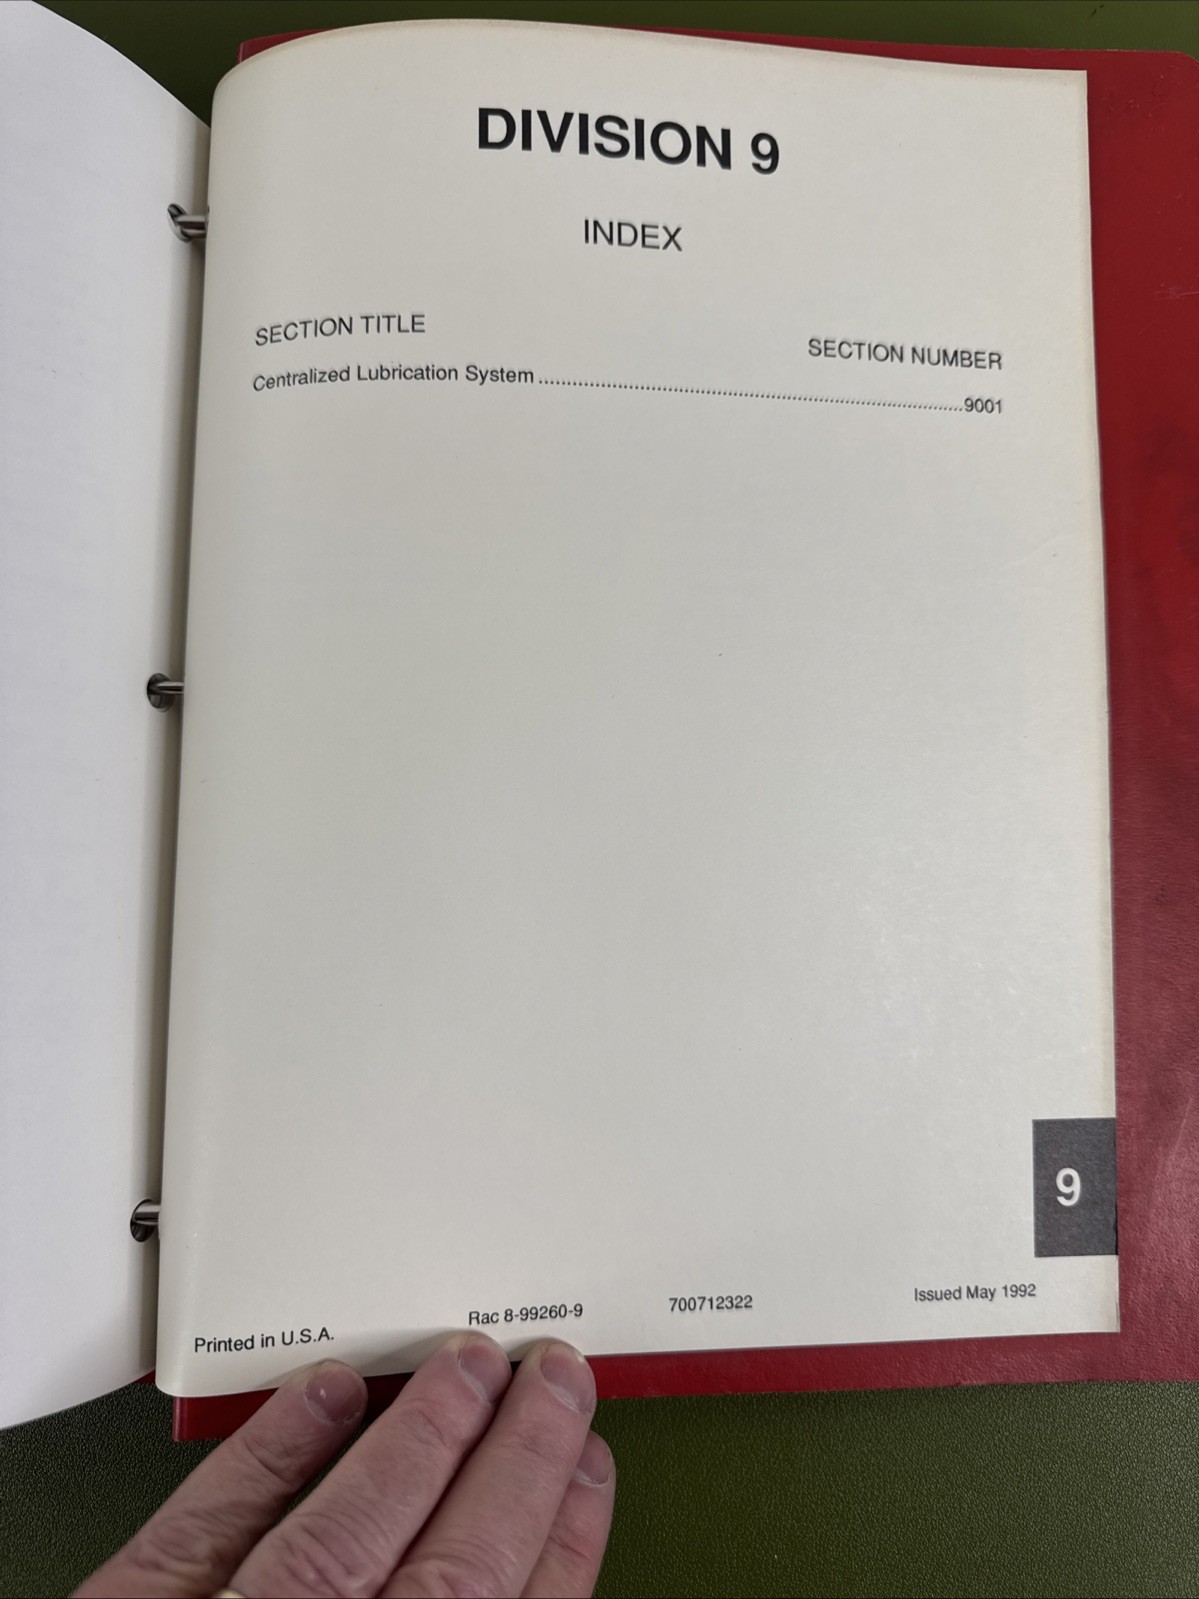 DIVISION 9
INDEX
SECTION TITLE
SECTION NUMBER
Centralized Lubrication System ........................................................................... 9001
9
Printed in U.S.A.
Rac 8-99260-9
700712322
Issued May 1992